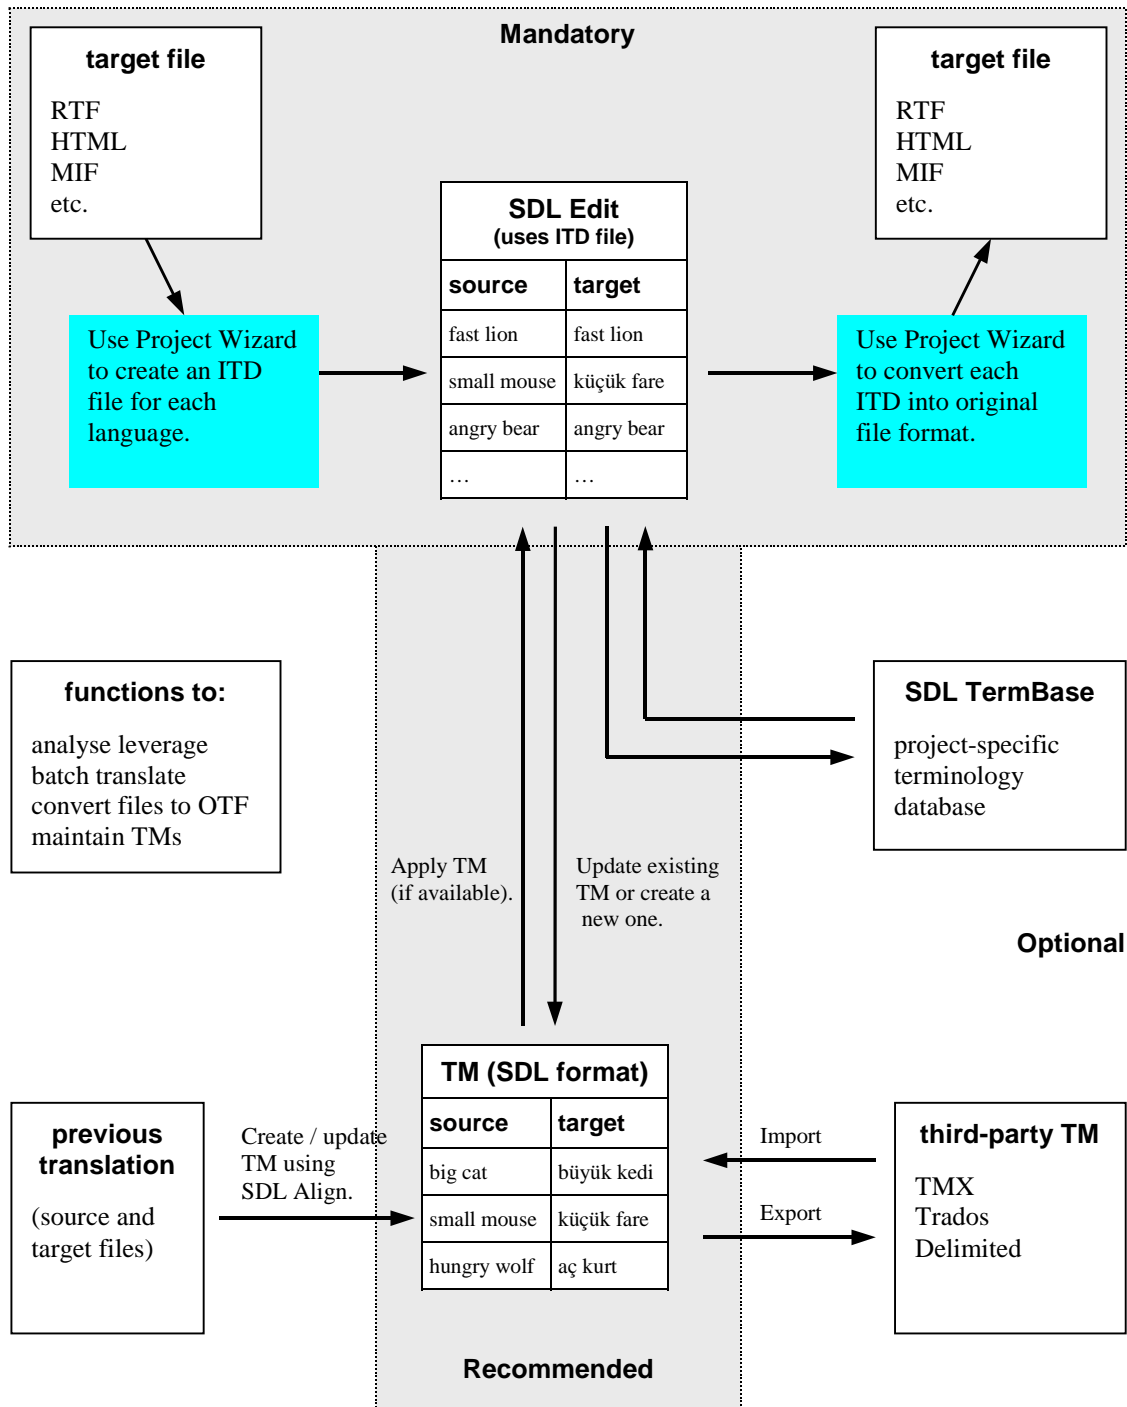 Mandatory
target file
RTF
HTML
MIF
etc.
target file
RTF
HTML
MIF
etc.
SDL Edit
(uses ITD file)
source target
fast lion fast lion
small mouse küçük fare
angry bear angry bear
… …
Use Project Wizard
to create an ITD
file for each
language.
Use Project Wizard
to convert each
ITD into original
file format.
functions to:
analyse leverage
batch translate
convert files to OTF
maintain TMs
SDL TermBase
project-specific
terminology
database
Apply TM
(if available).
Update existing
TM or create a
new one.
Optional
TM (SDL format)
source target
big cat büyük kedi
small mouse küçük fare
hungry wolf aç kurt
previous
translation
(source and
target files)
Create / update
TM using
SDL Align.
Import
Export
third-party TM
TMX
Trados
Delimited
Recommended